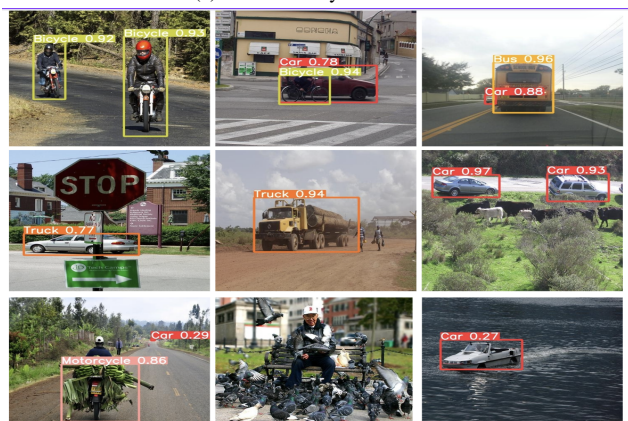 Bicycle 0.92
Bicycle 0.93
Car 0.78
Bicycle 0.94
Bus 0.96
Car 0.88
STOP
Truck 0.77
Truck 0.94
Car 0.97
Car 0.93
Car 0.29
Motorcycle 0.86
Car 0.27